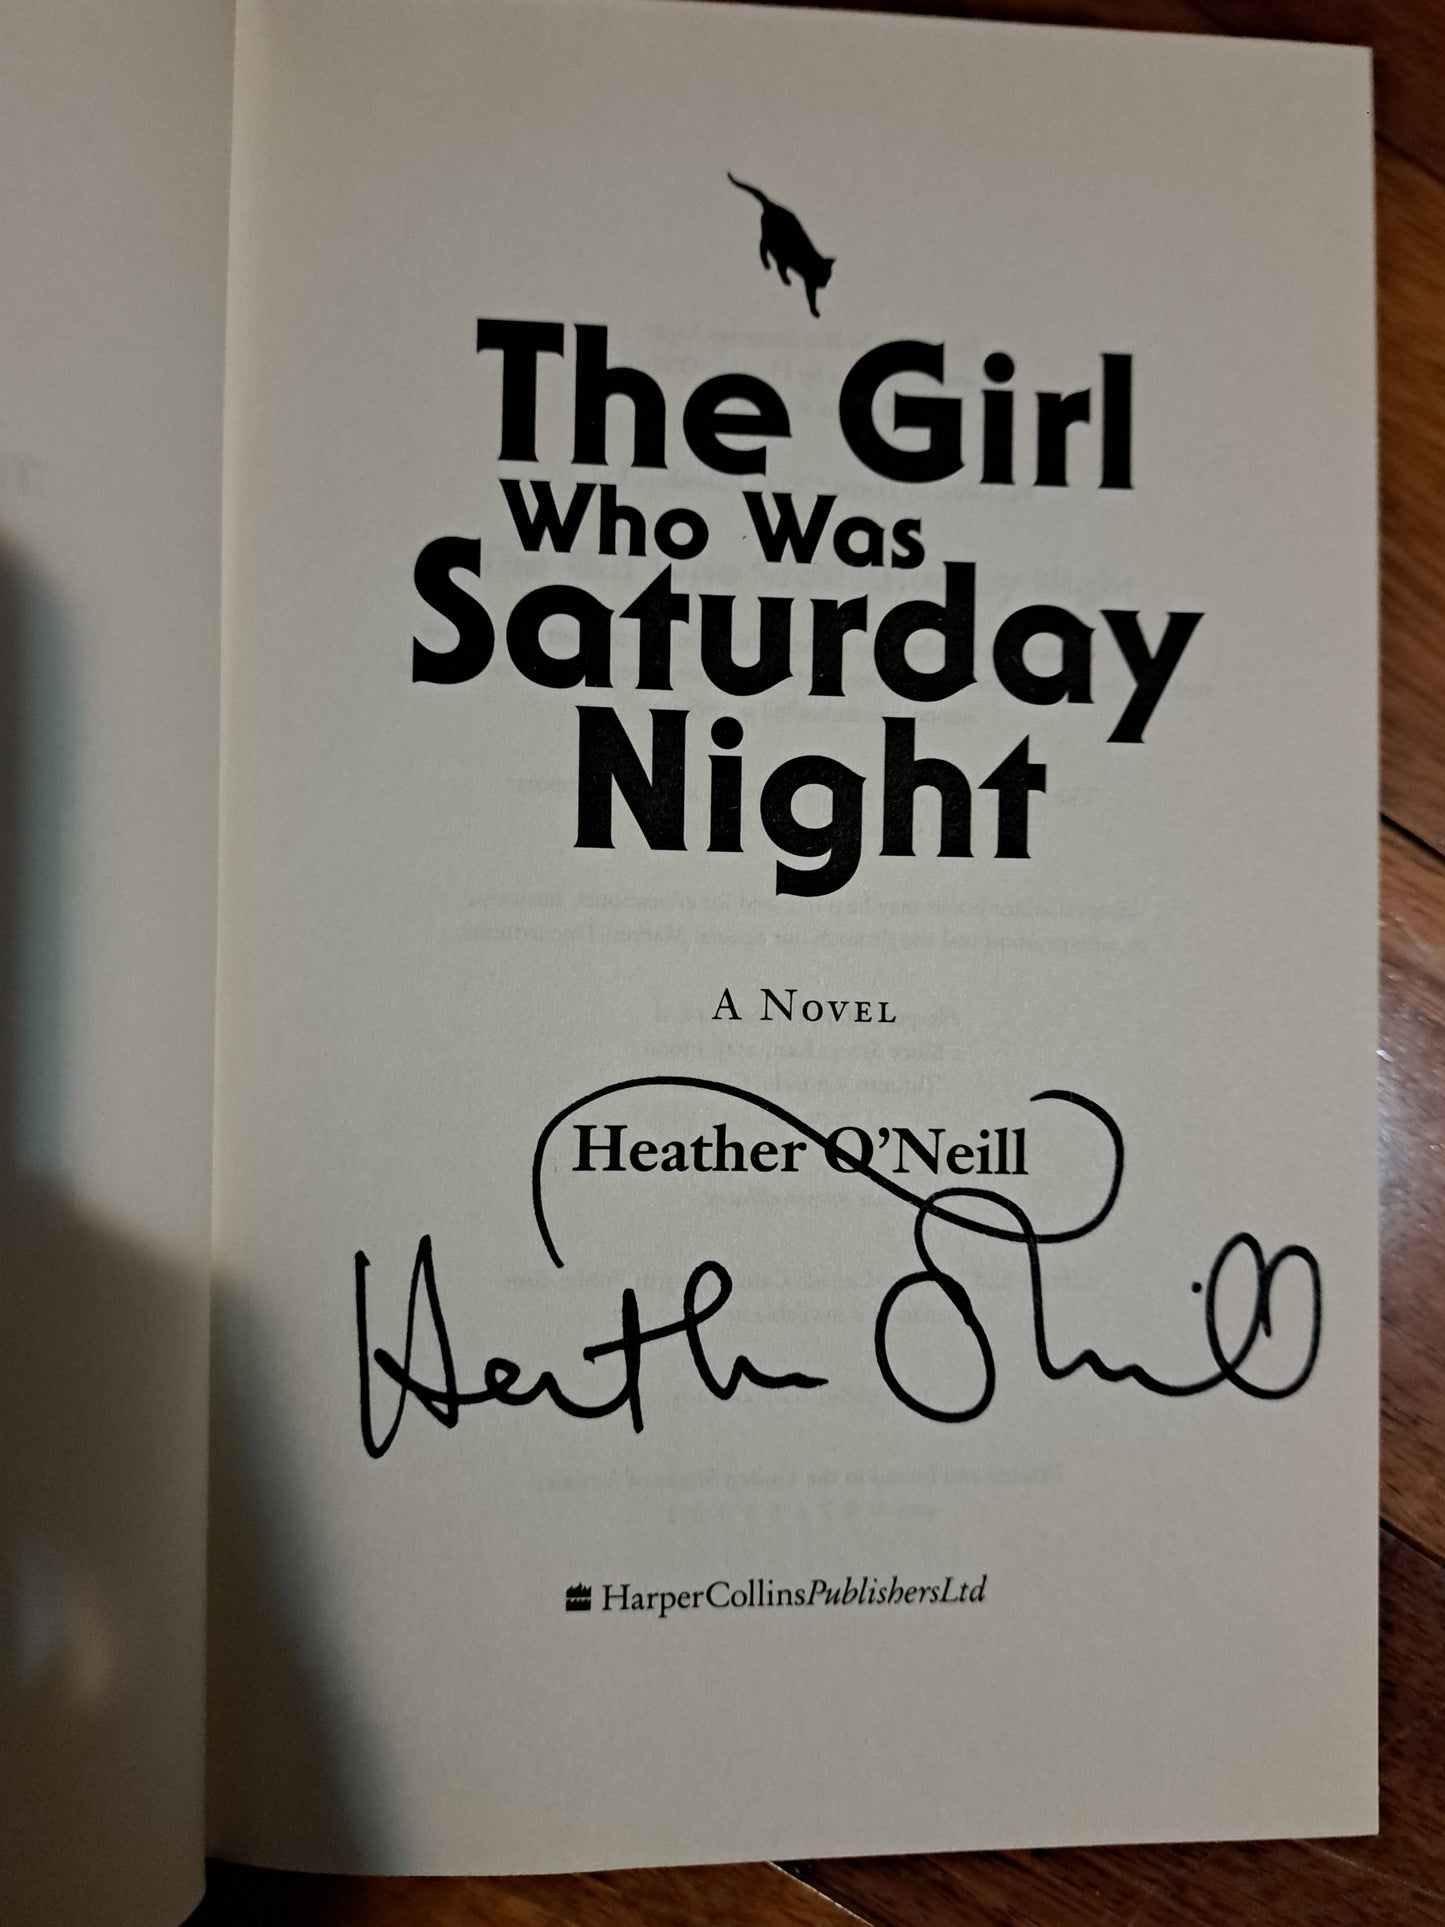 The Girl
Who Was
Saturday
Night
A Novel
Heather O'Neill
Heather O'Neill
HarperCollinsPublishersLtd